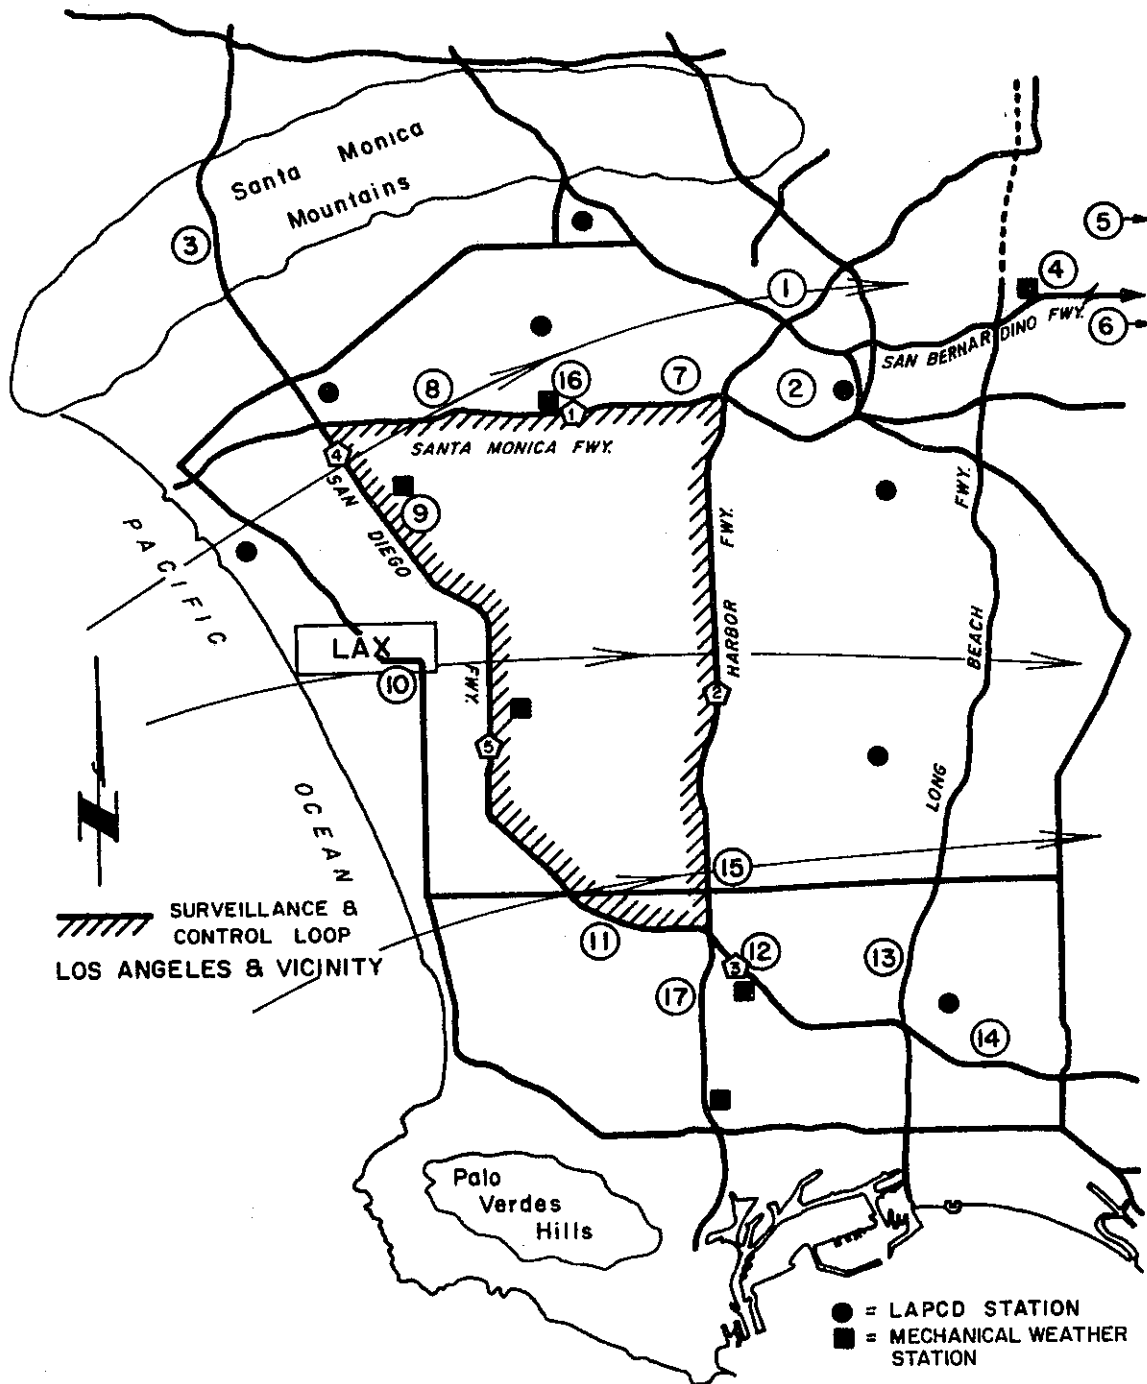 Santa Monica
Mountains
3
5
4
1
6
SAN BERNARDINO FWY.
16
7
8
2
1
SANTA MONICA FWY.
4
SAN DIEGO FWY.
9
PACIFIC
OCEAN
HARBOR FWY.
LONG BEACH FWY.
LAX
10
2
5
N
15
SURVEILLANCE &
CONTROL LOOP
LOS ANGELES & VICINITY
11
3
12
13
17
14
Palo
Verdes
Hills
= LAPCD STATION
= MECHANICAL WEATHER
STATION